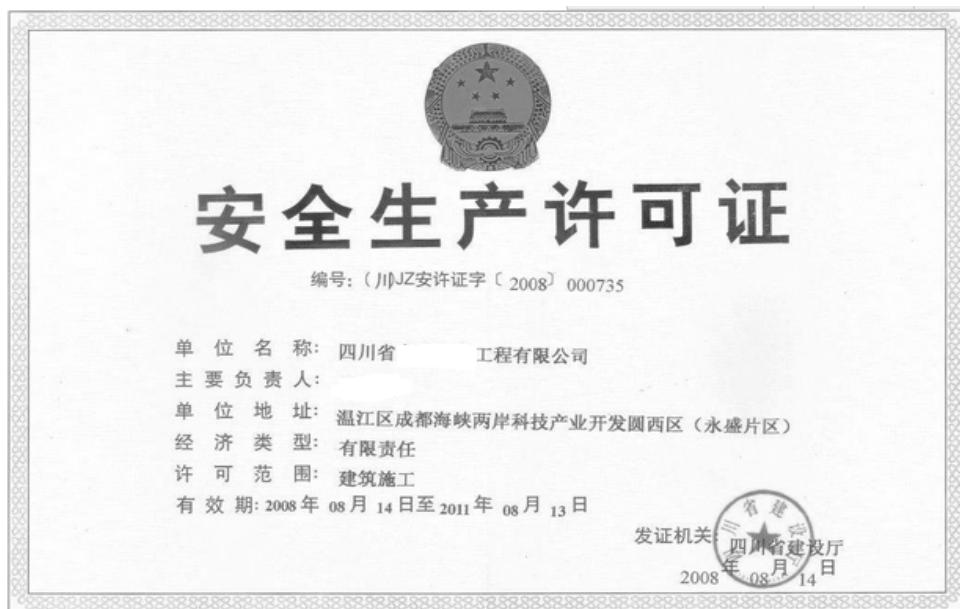 安全生产许可证
编号:(川)JZ安许证字〔2008〕000735
单位名称: 四川省 工程有限公司
主要负责人:
单位地址: 温江区成都海峡两岸科技产业开发圆西区(永盛片区)
经济类型: 有限责任
许可范围: 建筑施工
有效期: 2008年 08月 14日至 2011年 08月 13日
发证机关: 四川省建设厅
2008年 08月 14日